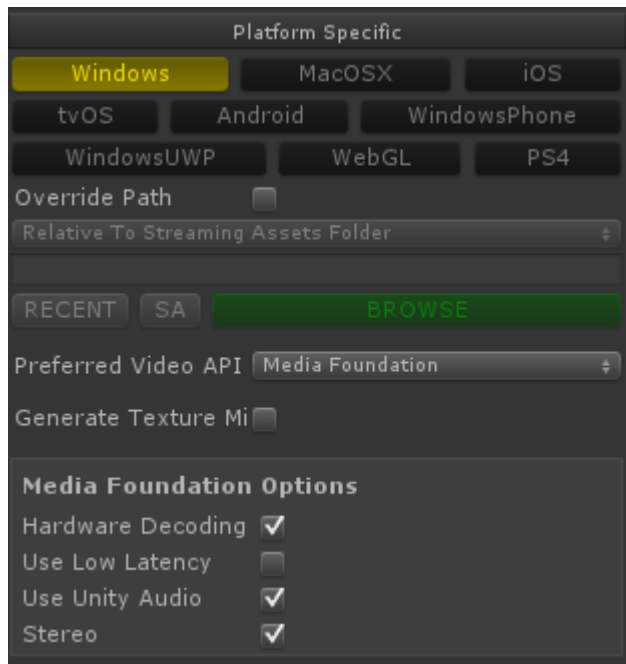 Platform Specific
Windows MacOSX iOS
tvOS Android WindowsPhone
WindowsUWP WebGL PS4
Override Path
Relative To Streaming Assets Folder
RECENT SA BROWSE
Preferred Video API Media Foundation
Generate Texture Mi
Media Foundation Options
Hardware Decoding
Use Low Latency
Use Unity Audio
Stereo